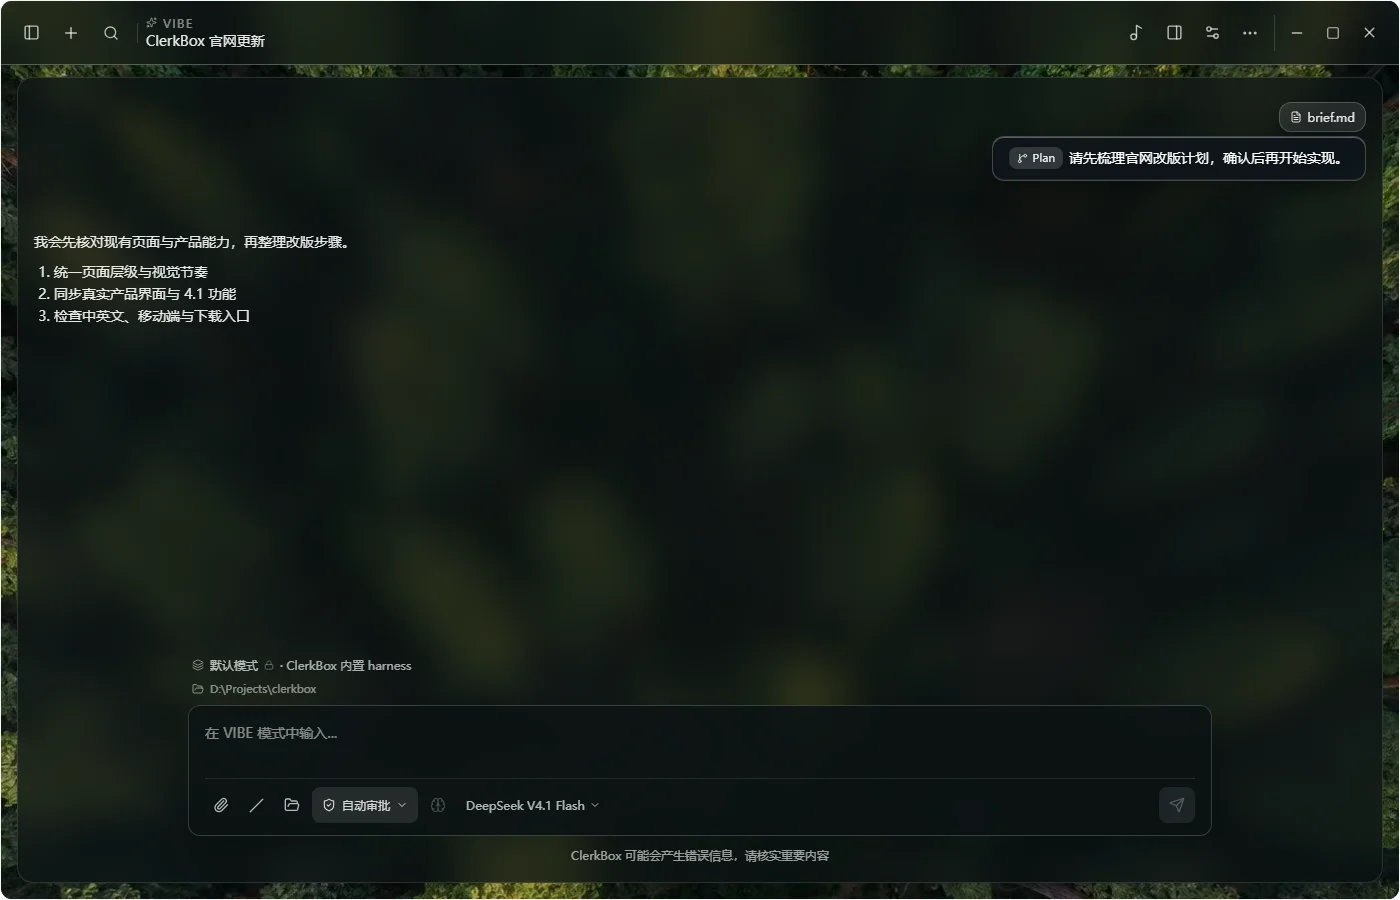 VIBE
ClerkBox 官网更新
brief.md
Plan 请先梳理官网改版计划，确认后再开始实现。
我会先核对现有页面与产品能力，再整理改版步骤。
1. 统一页面层级与视觉节奏
2. 同步真实产品界面与 4.1 功能
3. 检查中英文、移动端与下载入口
默认模式 · ClerkBox 内置 harness
D:\Projects\clerkbox
在 VIBE 模式中输入...
自动审批 DeepSeek V4.1 Flash
ClerkBox 可能会产生错误信息，请核实重要内容